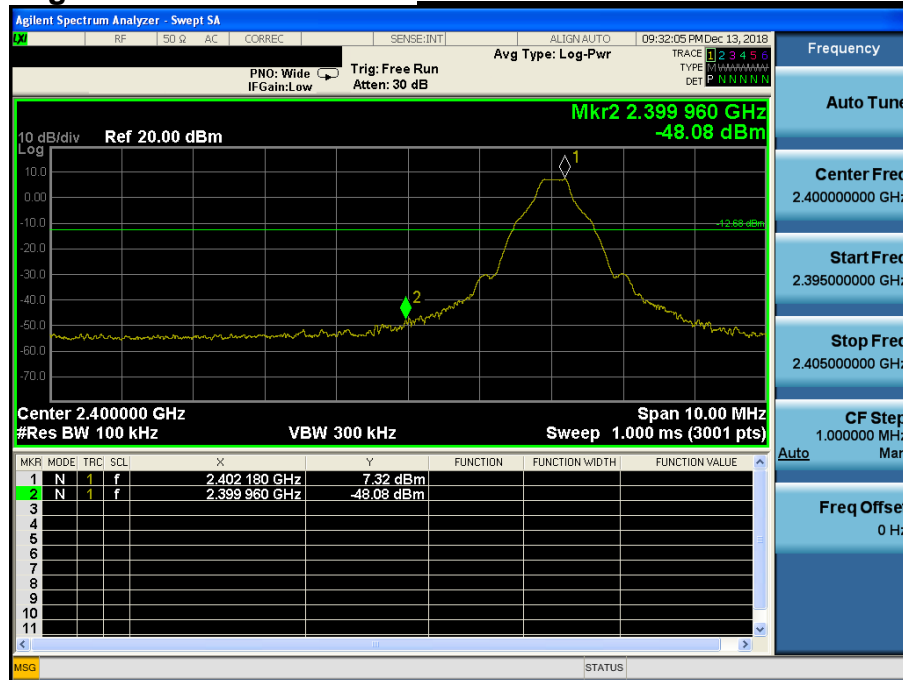 Agilent Spectrum Analyzer - Swept SA
LXI RF 50 Ω AC CORREC SENSE:INT ALIGN AUTO 09:32:05 PM Dec 13, 2018
Avg Type: Log-Pwr TRACE 1 2 3 4 5 6
PNO: Wide Trig: Free Run TYPE M
IFGain:Low Atten: 30 dB DET P N N N N N
Mkr2 2.399 960 GHz
-48.08 dBm
10 dB/div Ref 20.00 dBm
Log
1
10.0
0.00
-10.0
-12.68 dBm
-20.0
-30.0
-40.0
2
-50.0
-60.0
-70.0
Center 2.400000 GHz Span 10.00 MHz
#Res BW 100 kHz VBW 300 kHz Sweep 1.000 ms (3001 pts)
MKR MODE TRC SCL X Y FUNCTION FUNCTION WIDTH FUNCTION VALUE
1 N 1 f 2.402 180 GHz 7.32 dBm
2 N 1 f 2.399 960 GHz -48.08 dBm
3
4
5
6
7
8
9
10
11
MSG STATUS
Frequency
Auto Tune
Center Freq
2.400000000 GHz
Start Freq
2.395000000 GHz
Stop Freq
2.405000000 GHz
CF Step
1.000000 MHz
Auto Man
Freq Offset
0 Hz